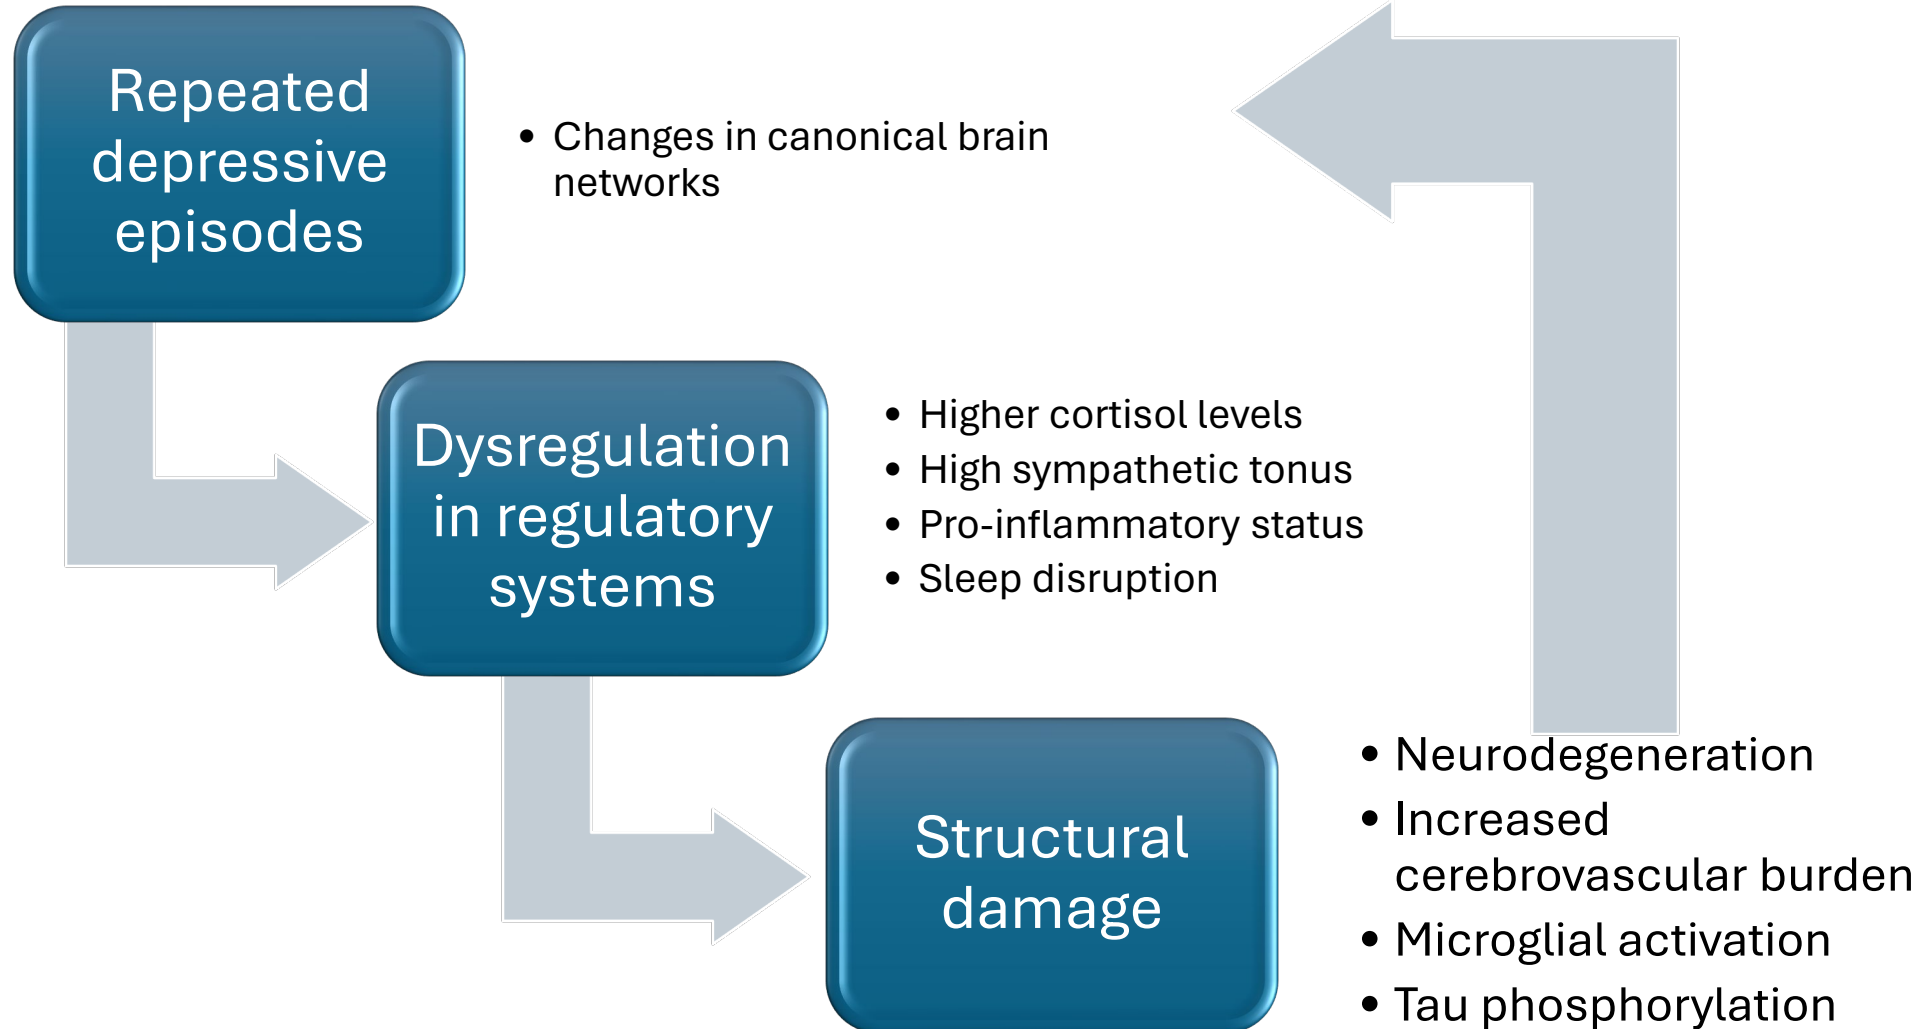 Repeated
depressive
episodes
• Changes in canonical brain
networks
Dysregulation
in regulatory
systems
• Higher cortisol levels
• High sympathetic tonus
• Pro-inflammatory status
• Sleep disruption
Structural
damage
• Neurodegeneration
• Increased
cerebrovascular burden
• Microglial activation
• Tau phosphorylation